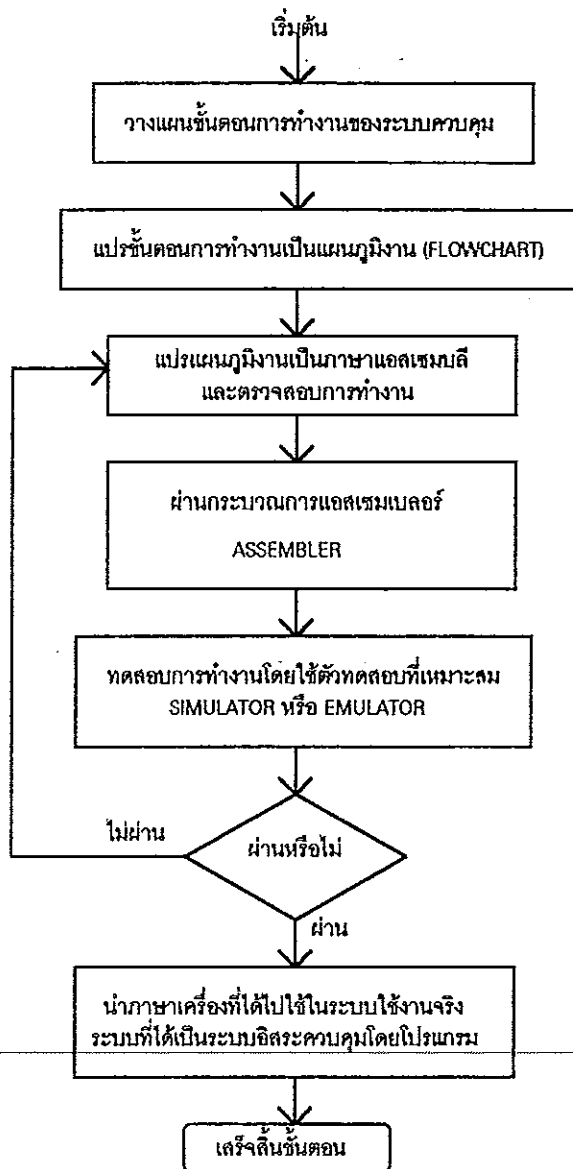 เริ่มต้น
วางแผนขั้นตอนการทำงานของระบบควบคุม
แปรขั้นตอนการทำงานเป็นแผนภูมิงาน (FLOWCHART)
แปรแผนภูมิงานเป็นภาษาแอสเซมบลี
และตรวจสอบการทำงาน
ผ่านกระบวณการแอสเซมเบลอร์
ASSEMBLER
ทดสอบการทำงานโดยใช้ตัวทดสอบที่เหมาะสม
SIMULATOR หรือ EMULATOR
ไม่ผ่าน
ผ่านหรือไม่
ผ่าน
นำภาษาเครื่องที่ได้ไปใช้ในระบบใช้งานจริง
ระบบที่ได้เป็นระบบอิสระควบคุมโดยโปรแกรม
เสร็จสิ้นขั้นตอน